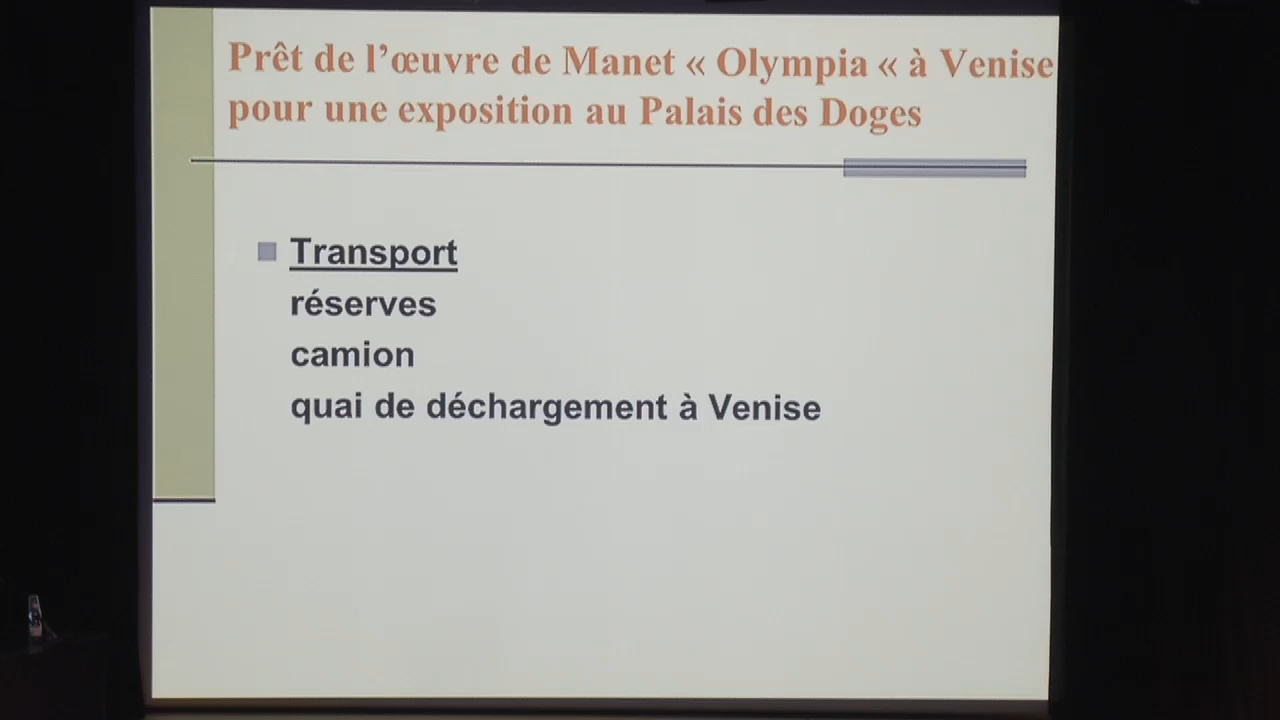 Prêt de l’œuvre de Manet « Olympia « à Venise
pour une exposition au Palais des Doges
Transport
réserves
camion
quai de déchargement à Venise